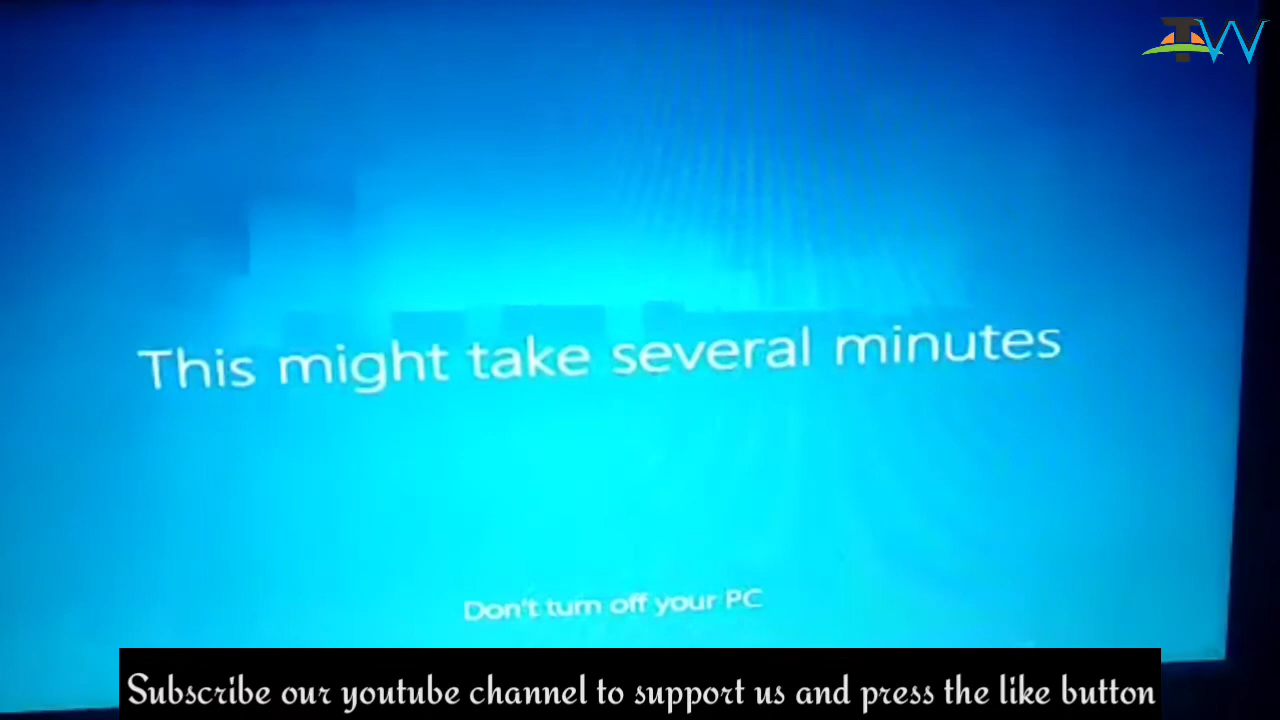 TW
This might take several minutes
Don't turn off your PC
Subscribe our youtube channel to support us and press the like button